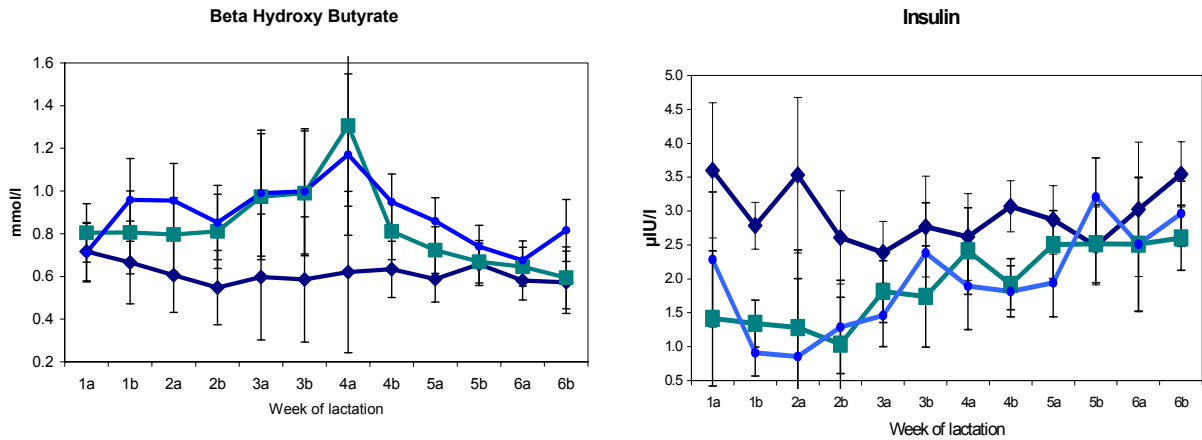 Beta Hydroxy Butyrate
mmol/l
1.6
1.4
1.2
1.0
0.8
0.6
0.4
0.2
1a 1b 2a 2b 3a 3b 4a 4b 5a 5b 6a 6b
Week of lactation
Insulin
µIU/l
5.0
4.5
4.0
3.5
3.0
2.5
2.0
1.5
1.0
0.5
1a 1b 2a 2b 3a 3b 4a 4b 5a 5b 6a 6b
Week of lactation